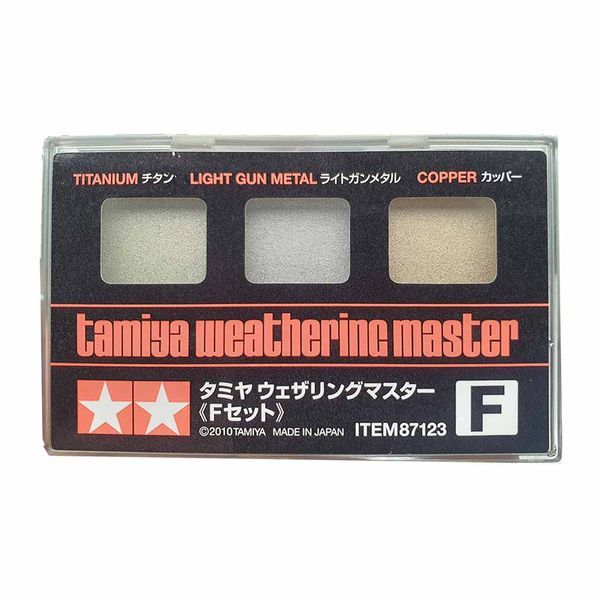 TITANIUM チタン LIGHT GUN METAL ライトガンメタル COPPER カッパー
tamiya weathering master
タミヤ ウェザリングマスター
《Fセット》
©2010TAMIYA MADE IN JAPAN ITEM87123
F